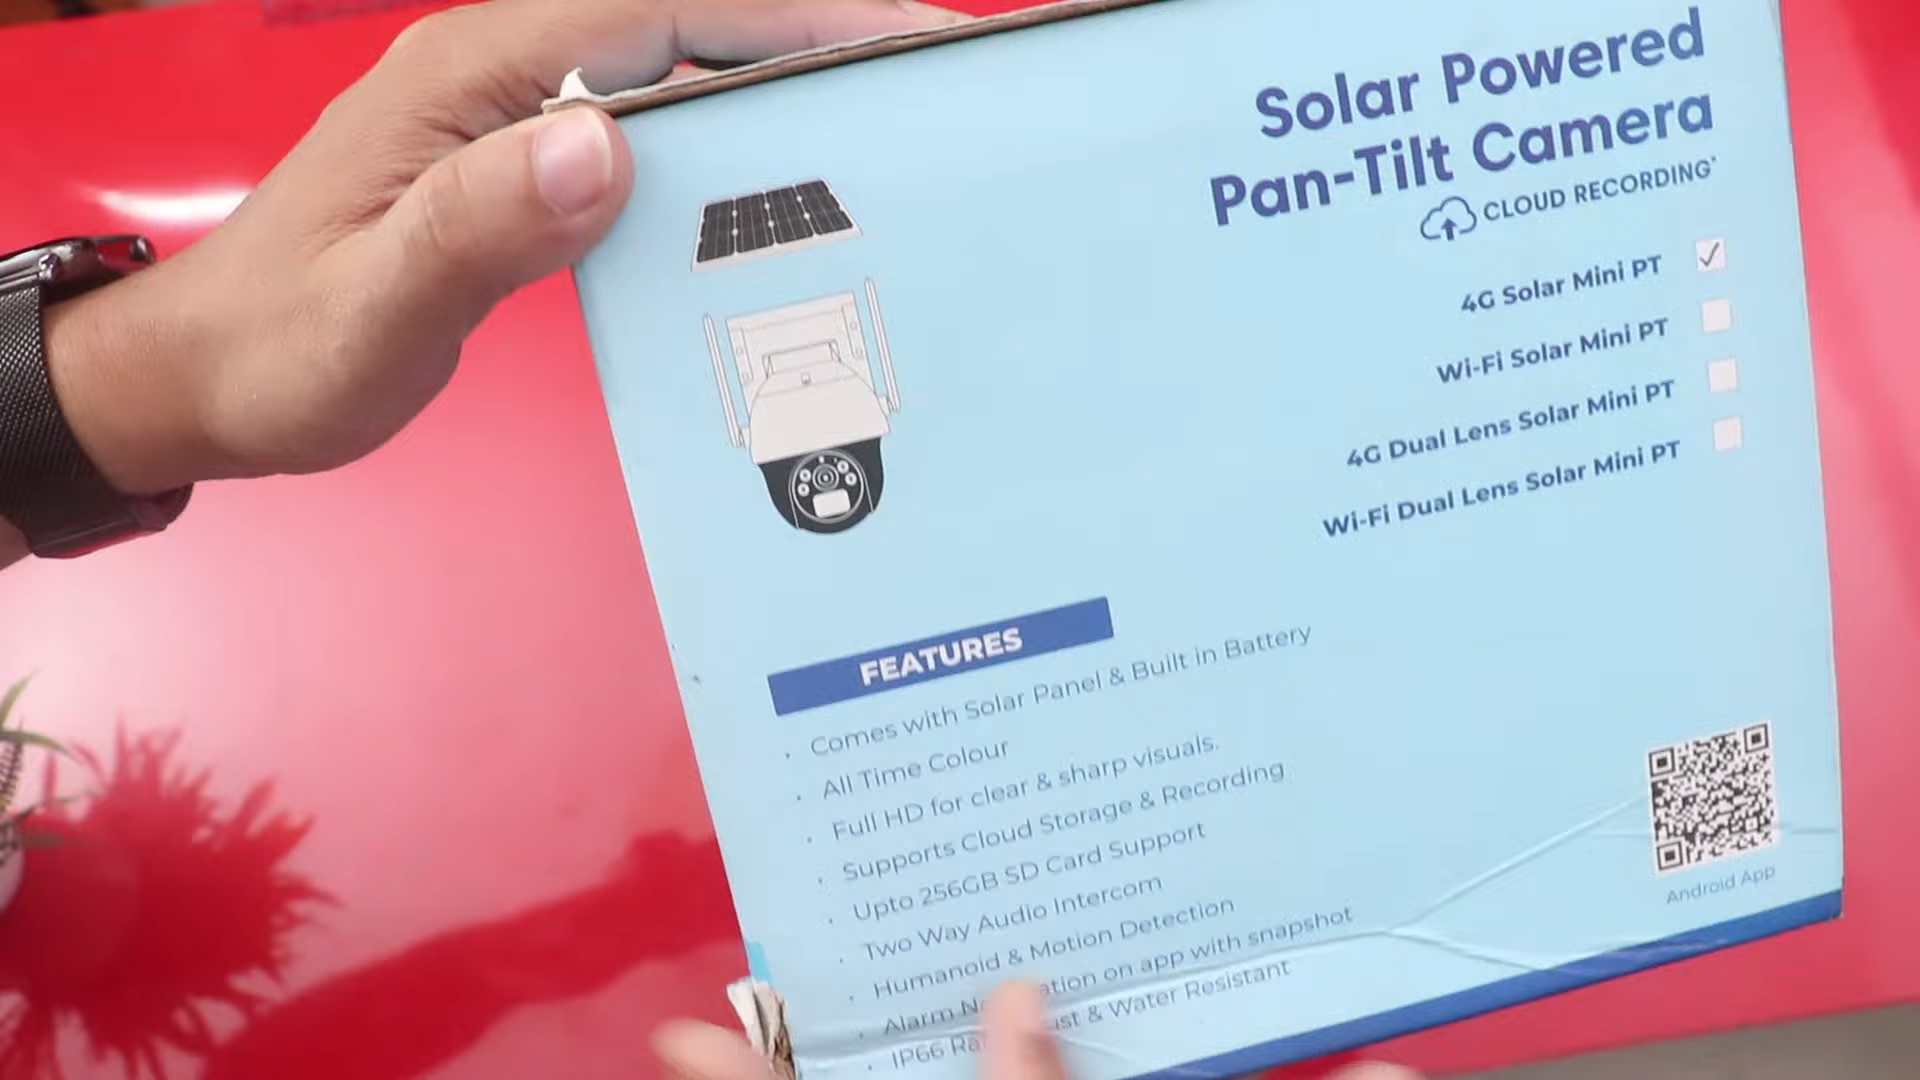 Solar Powered
Pan-Tilt Camera
CLOUD RECORDING*
4G Solar Mini PT ✓
Wi-Fi Solar Mini PT
4G Dual Lens Solar Mini PT
Wi-Fi Dual Lens Solar Mini PT
FEATURES
· Comes with Solar Panel & Built in Battery
· All Time Colour
· Full HD for clear & sharp visuals.
· Supports Cloud Storage & Recording
· Upto 256GB SD Card Support
· Two Way Audio Intercom
· Humanoid & Motion Detection
· Alarm on app with snapshot
· IP66 & Water Resistant
Android App